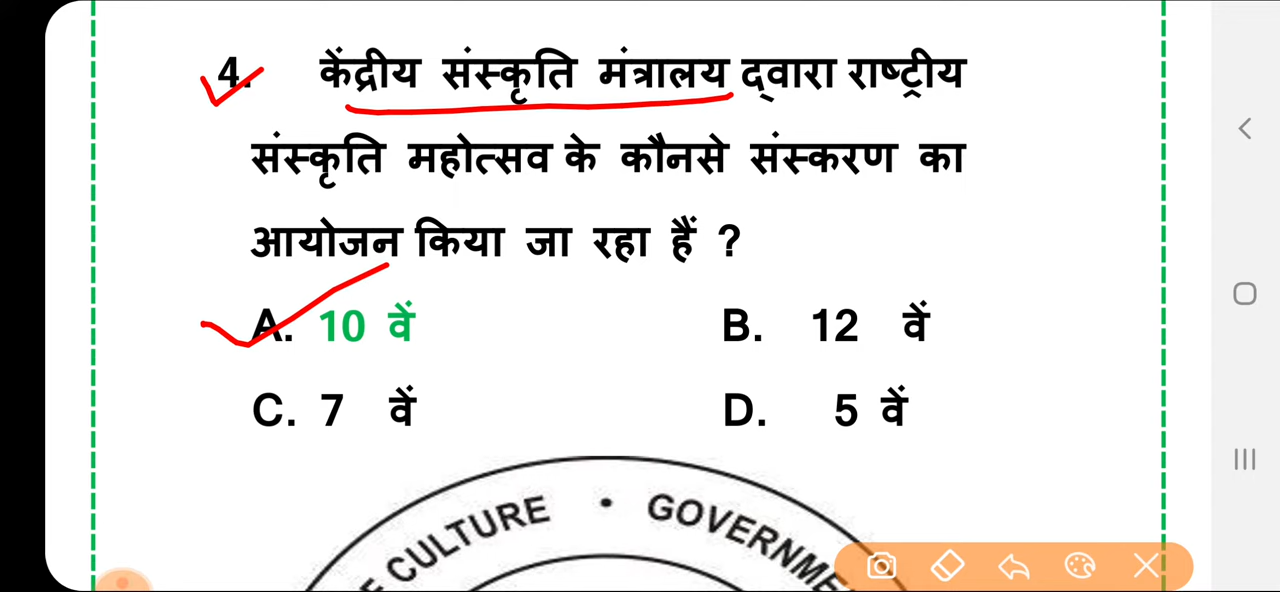 4. केंद्रीय संस्कृति मंत्रालय द्वारा राष्ट्रीय
संस्कृति महोत्सव के कौनसे संस्करण का
आयोजन किया जा रहा हैं ?
A. 10 वें B. 12 वें
C. 7 वें D. 5 वें
CULTURE • GOVERNME